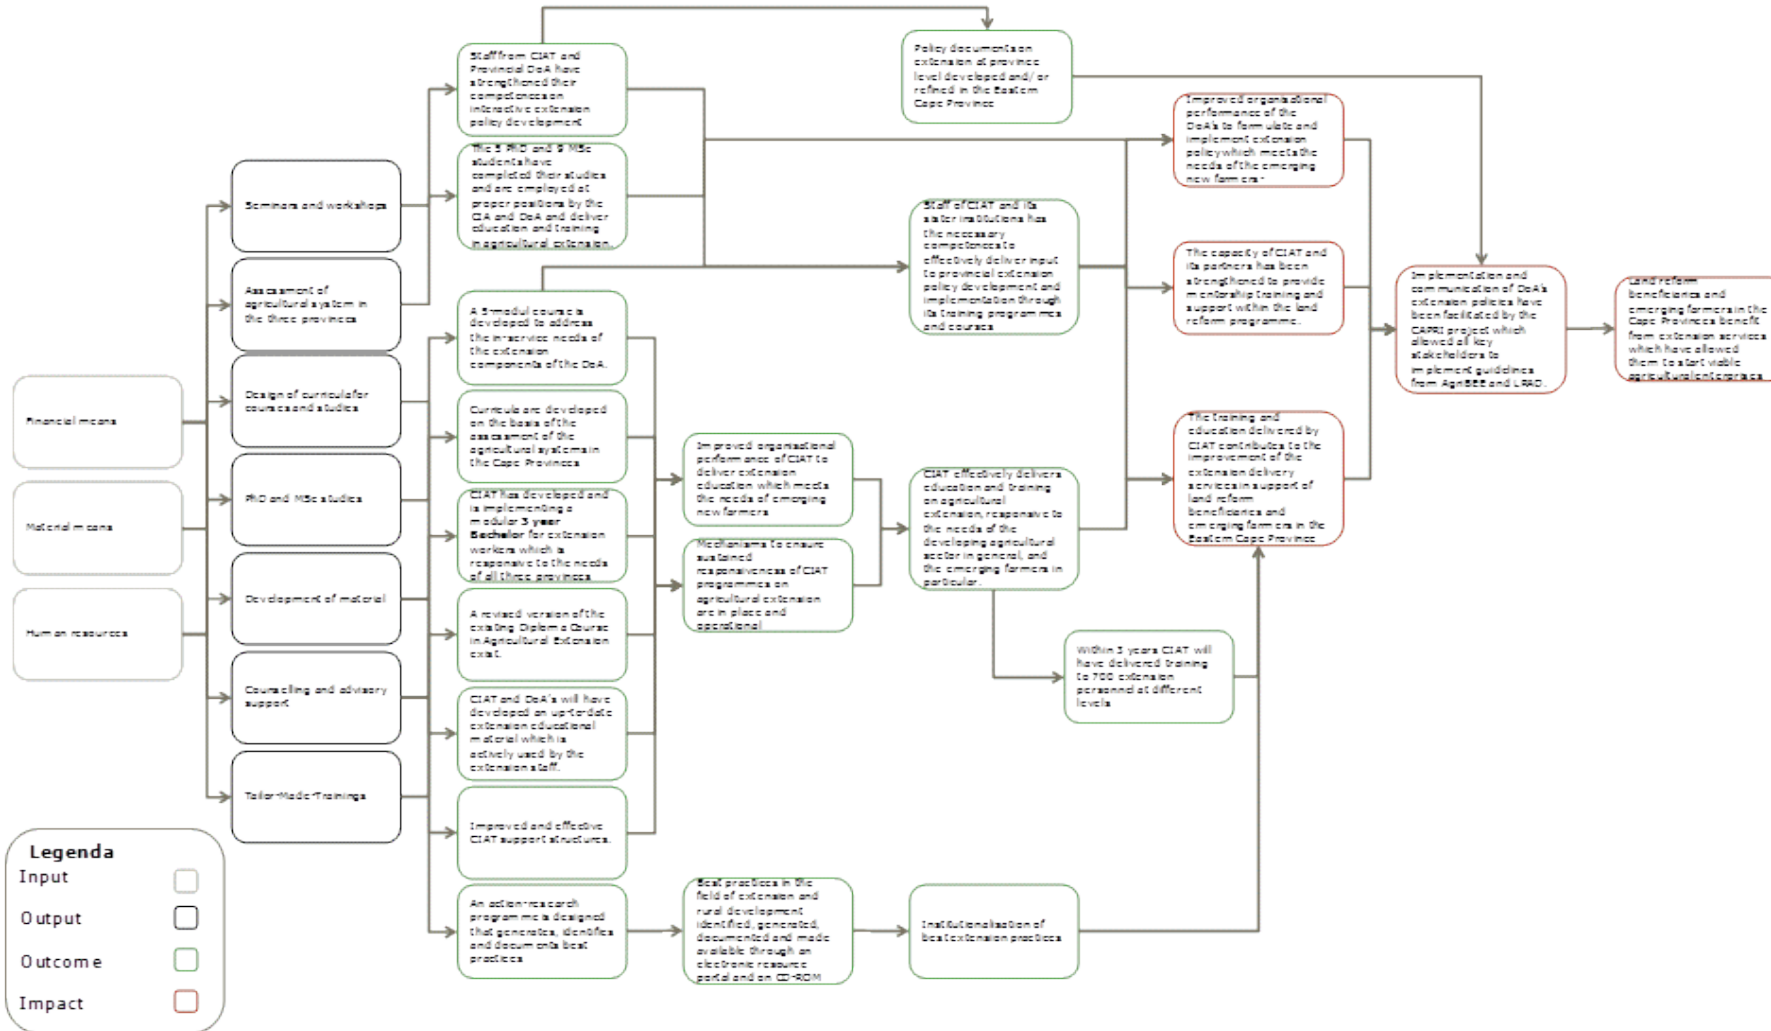 Financial means
Material means
Human resources
Seminars and workshops
Assessment of
agricultural system in
the three provinces
Design of curricula for
courses and studies
PhD and MSc studies
Development of material
Counselling and advisory
support
Tailor-Made-Trainings
Staff from CIAT and
Provincial DoA have
strengthened their
competences on
interactive extension
policy development
The 5 PhD and 9 MSc
students have
completed their studies
and are employed at
proper positions by the
CIA and DoA and deliver
education and training
in agricultural extension.
A 5-modul course is
developed to address
the in-service needs of
the extension
components of the DoA.
Curricula are developed
on the basis of the
assessment of the
agricultural systems in
the Cape Provinces
CIAT has developed and
is implementing a
modular 3 year
Bachelor for extension
workers which is
responsive to the needs
of all three provinces
A revised version of the
existing Diploma Course
in Agricultural Extension
exist.
CIAT and DoA's will have
developed an up-to-date
extension educational
material which is
actively used by the
extension staff.
Improved and effective
CIAT support structures.
An action-research
programme is designed
that generates, identifies
and documents best
practices
Improved organisational
performance of CIAT to
deliver extension
education which meets
the needs of emerging
new farmers
Mechanisms to ensure
sustained
responsiveness of CIAT
programmes on
agricultural extension
are in place and
operational
Best practices in the
field of extension and
rural development
identified, generated,
documented and made
available through an
electronic resource
portal and on CD-ROM
Policy documents on
extension at province
level developed and/ or
refined in the Eastern
Cape Province
Staff of CIAT and its
sister institutions has
the necessary
competences to
effectively deliver input
to provincial extension
policy development and
implementation through
its training programmes
and courses
CIAT effectively delivers
education and training
on agricultural
extension, responsive to
the needs of the
developing agricultural
sector in general, and
the emerging farmers in
particular.
Within 3 years CIAT will
have delivered training
to 700 extension
personnel at different
levels
Institutionalisation of
best extension practices
Improved organisational
performance of the
DoA's to formulate and
implement extension
policy which meets the
needs of the emerging
new farmers-
The capacity of CIAT and
its partners has been
strengthened to provide
mentorship training and
support within the land
reform programme.
The training and
education delivered by
CIAT contributes to the
improvement of the
extension delivery
services in support of
land reform
beneficiaries and
emerging farmers in the
Eastern Cape Province
Implementation and
communication of DoA's
extension policies have
been facilitated by the
CAPRI project which
allowed all key
stakeholders to
implement guidelines
from AgriBEE and LRAD.
Land reform
beneficiaries and
emerging farmers in the
Cape Provinces benefit
from extension services
which have allowed
them to start viable
agricultural enterprises
Legenda
Input
Output
Outcome
Impact